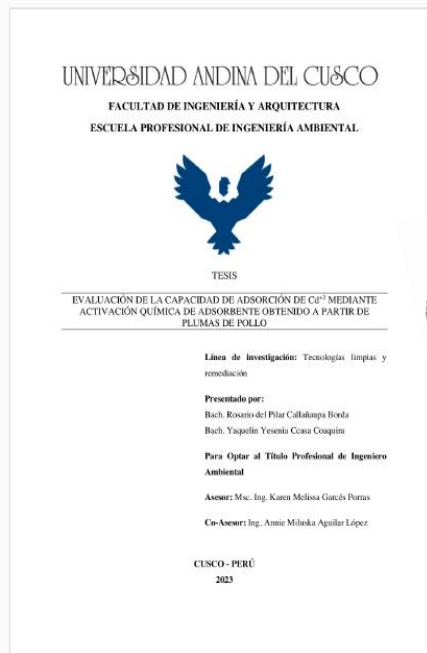 UNIVERSIDAD ANDINA DEL CUSCO
FACULTAD DE INGENIERÍA Y ARQUITECTURA
ESCUELA PROFESIONAL DE INGENIERÍA AMBIENTAL
TESIS
EVALUACIÓN DE LA CAPACIDAD DE ADSORCIÓN DE Cd⁺² MEDIANTE
ACTIVACIÓN QUÍMICA DE ADSORBENTE OBTENIDO A PARTIR DE
PLUMAS DE POLLO
Línea de investigación: Tecnologías limpias y
remediación
Presentado por:
Bach. Rosario del Pilar Callañaupa Borda
Bach. Yaquelin Yesenia Ccasa Coaquira
Para Optar al Título Profesional de Ingeniero
Ambiental
Asesor: Msc. Ing. Karen Melissa Garcés Porras
Co-Asesor: Ing. Annie Miluska Aguilar López
CUSCO - PERÚ
2023